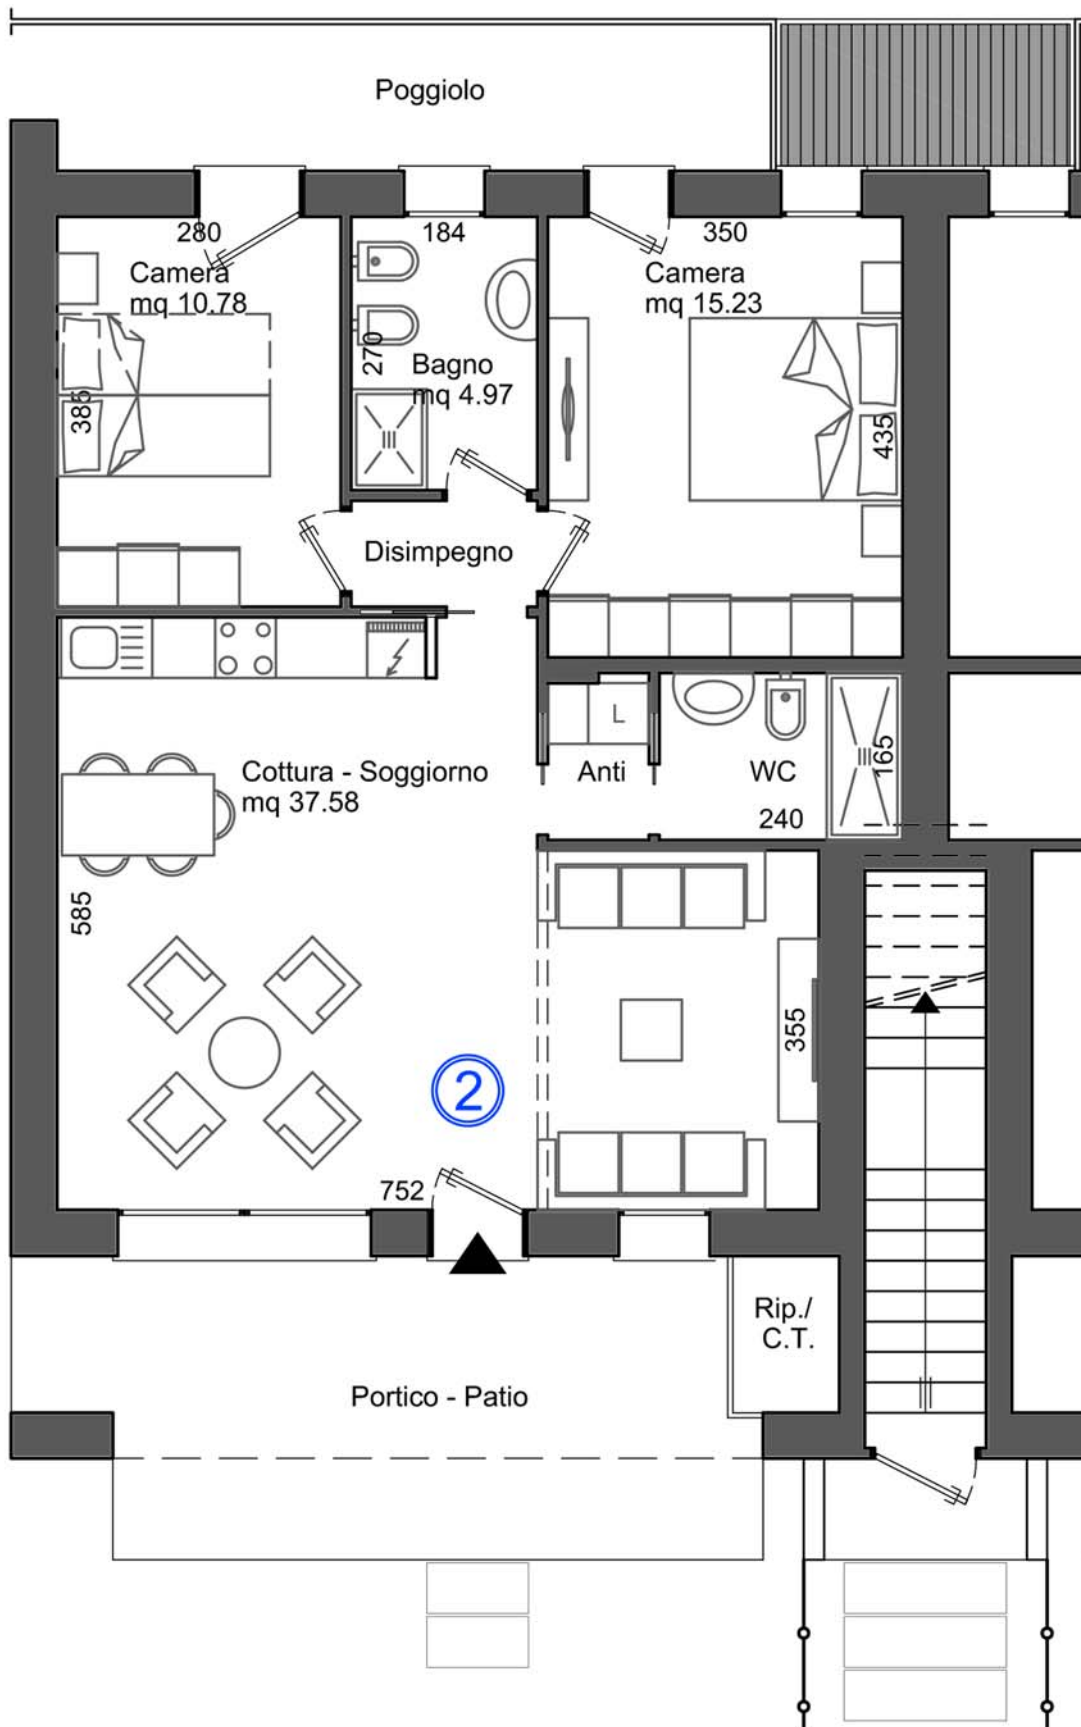 Poggiolo
280
184
350
Camera
mq 10.78
Camera
mq 15.23
270
Bagno
mq 4.97
385
435
Disimpegno
L
Cottura - Soggiorno
mq 37.58
Anti
WC
165
240
585
355
2
752
Rip./
C.T.
Portico - Patio